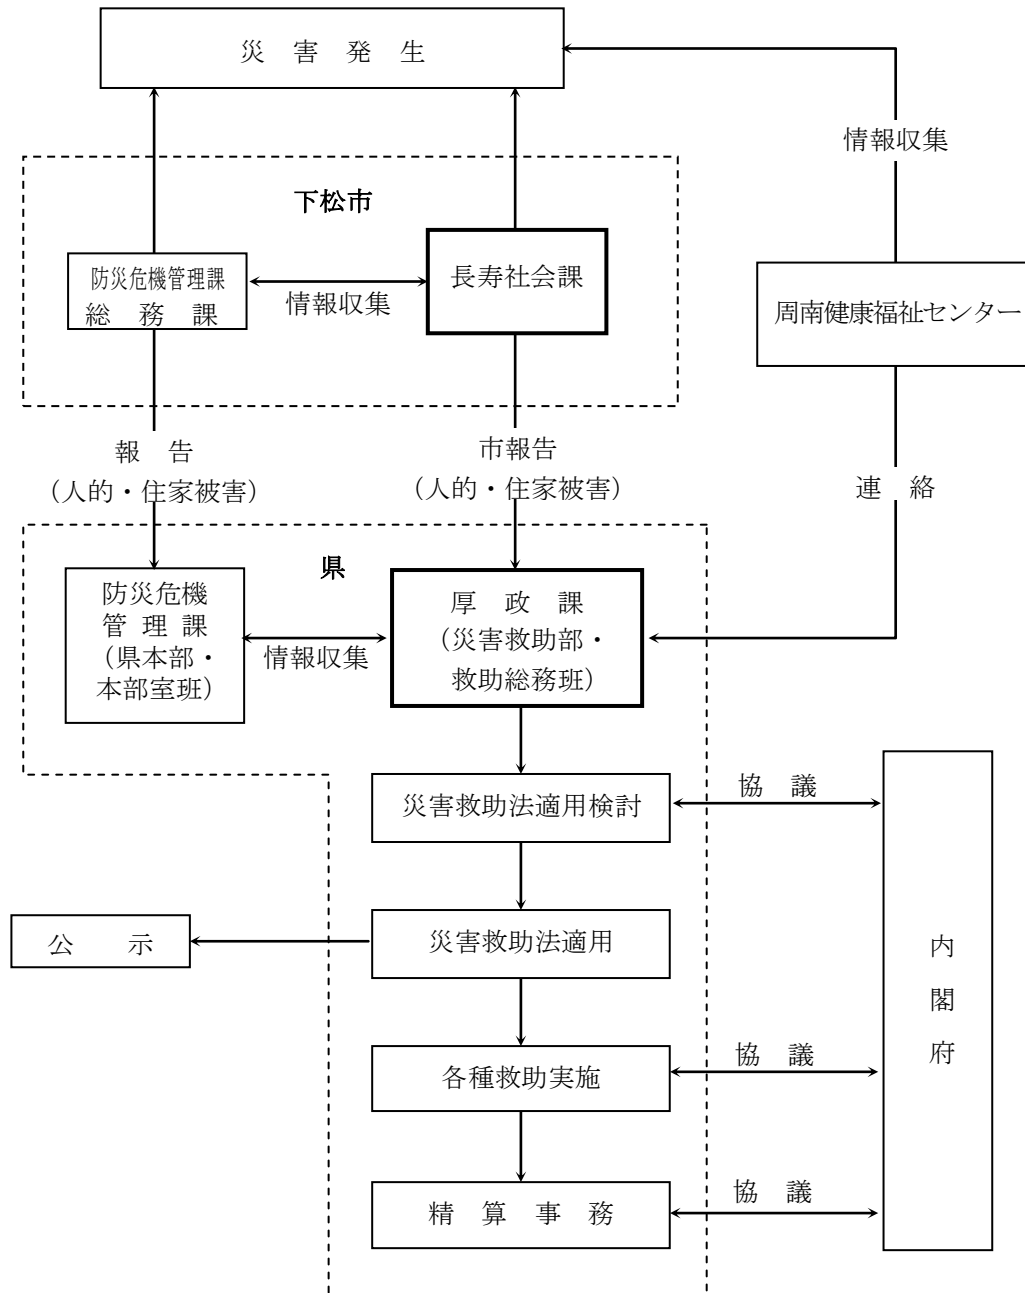 災　害　発　生
情報収集
下松市
防災危機管理課
総　務　課
情報収集
長寿社会課
周南健康福祉センター
報　告
（人的・住家被害）
市報告
（人的・住家被害）
連　絡
県
防災危機
管 理 課
（県本部・
本部室班）
情報収集
厚　政　課
（災害救助部・
救助総務班）
災害救助法適用検討
協　議
公　　示
災害救助法適用
内
閣
府
各種救助実施
協　議
精　算　事　務
協　議